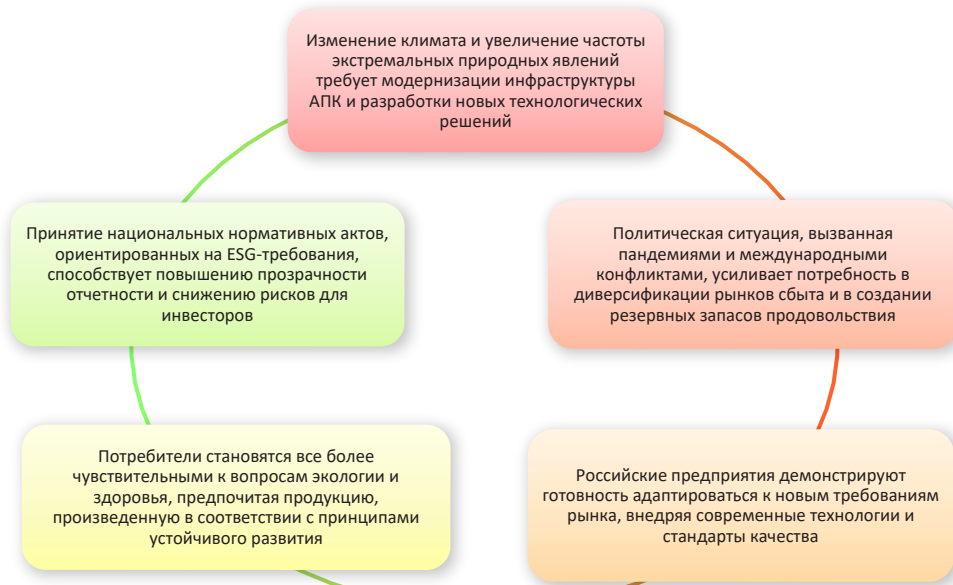 Изменение климата и увеличение частоты
экстремальных природных явлений
требует модернизации инфраструктуры
АПК и разработки новых технологических
решений
Принятие национальных нормативных актов,
ориентированных на ESG-требования,
способствует повышению прозрачности
отчетности и снижению рисков для
инвесторов
Политическая ситуация, вызванная
пандемиями и международными
конфликтами, усиливает потребность в
диверсификации рынков сбыта и в создании
резервных запасов продовольствия
Потребители становятся все более
чувствительными к вопросам экологии и
здоровья, предпочитая продукцию,
произведенную в соответствии с принципами
устойчивого развития
Российские предприятия демонстрируют
готовность адаптироваться к новым требованиям
рынка, внедряя современные технологии и
стандарты качества